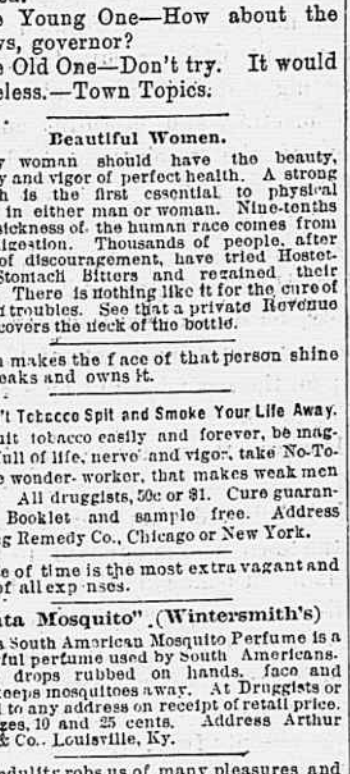 Young One—How about the
ys, governor?
Old One—Don't try. It would
eless.—Town Topics.
Beautiful Women.
y woman should have the beauty,
y and vigor of perfect health. A strong
h is the first essential to physical
in either man or woman. Nine-tenths
sickness of the human race comes from
igestion. Thousands of people, after
of discouragement, have tried Hostet-
Stomach Bitters and regained their
There is nothing like it for the cure of
d troubles. See that a private Revenue
covers the neck of the bottle.
n makes the face of that person shine
eaks and owns it.
't Tobacco Spit and Smoke Your Life Away.
uit tobacco easily and forever, be mag-
full of life, nerve and vigor, take No-To-
e wonder-worker, that makes weak men
All druggists, 50c or $1. Cure guaran-
Booklet and sample free. Address
g Remedy Co., Chicago or New York.
e of time is the most extravagant and
of all exp nses.
ta Mosquito" (Wintersmith's)
a South American Mosquito Perfume is a
ful perfume used by South Americans.
drops rubbed on hands, face and
keeps mosquitoes away. At Druggists or
l to any address on receipt of retail price.
zes, 10 and 25 cents. Address Arthur
& Co., Louisville, Ky.
robs us of many pleasures and